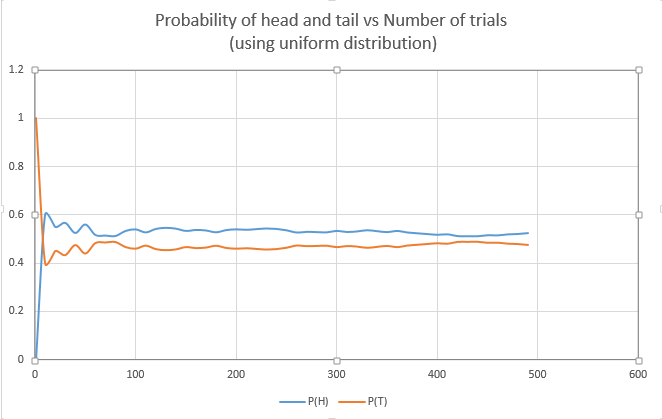 Probability of head and tail vs Number of trials
(using uniform distribution)
1.2
1
0.8
0.6
0.4
0.2
0
0 100 200 300 400 500 600
P(H) P(T)